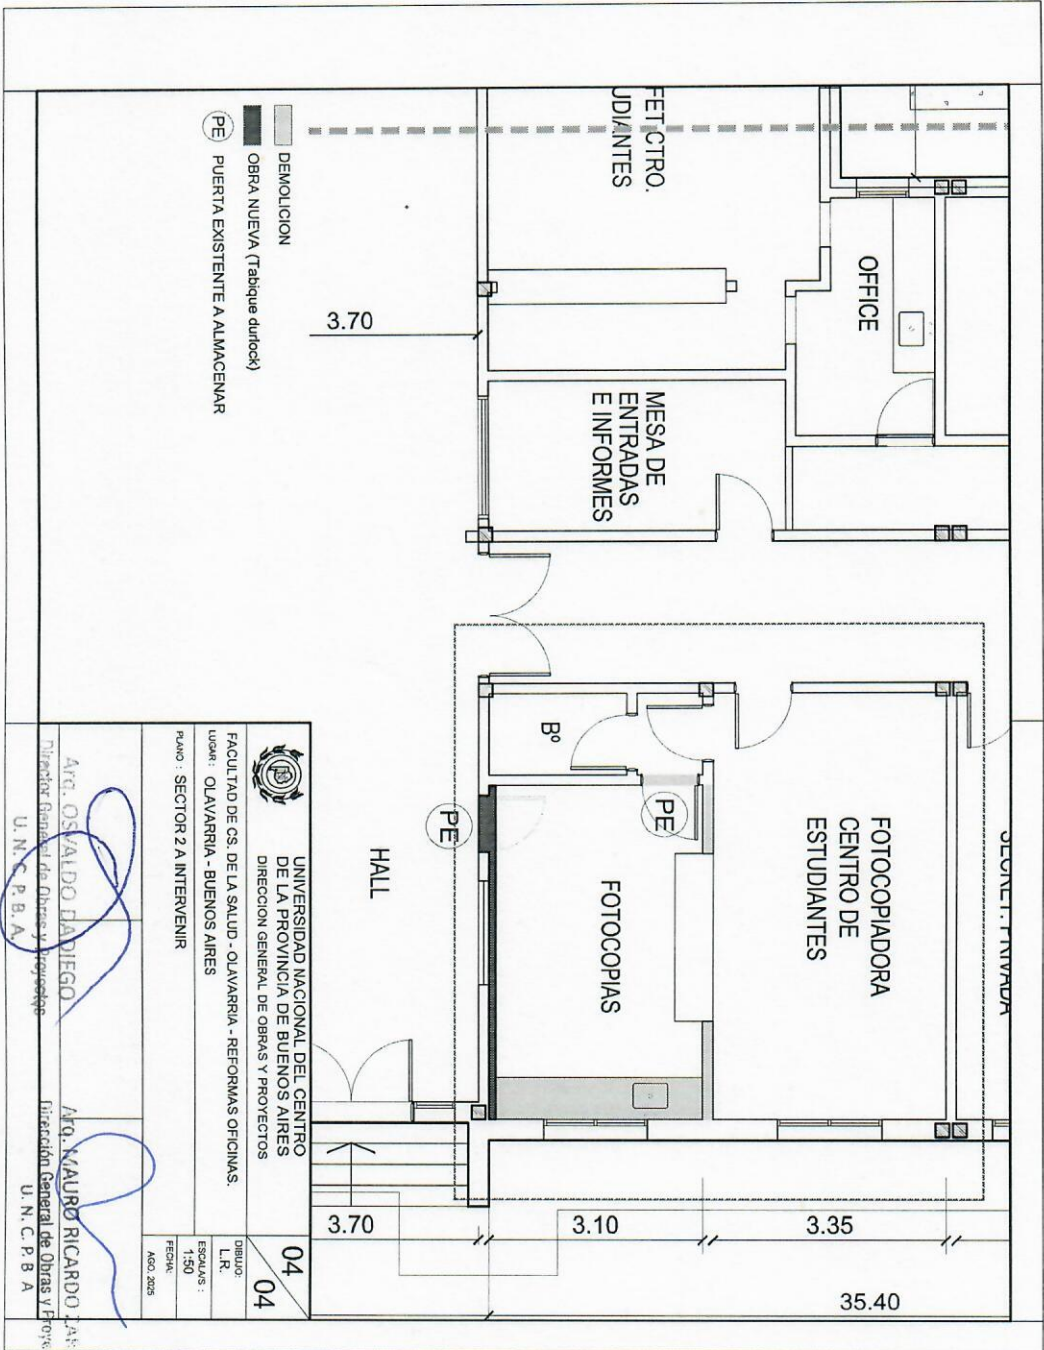 FET CTRO.
UDIANTES
OFFICE
MESA DE
ENTRADAS
E INFORMES
3.70
DEMOLICION
OBRA NUEVA (Tabique durlock)
PE PUERTA EXISTENTE A ALMACENAR
SECRET. PRIVADA
FOTOCOPIADORA
CENTRO DE
ESTUDIANTES
Bº
PE
FOTOCOPIAS
PE
HALL
3.70
3.10
3.35
35.40
UNIVERSIDAD NACIONAL DEL CENTRO
DE LA PROVINCIA DE BUENOS AIRES
DIRECCION GENERAL DE OBRAS Y PROYECTOS
FACULTAD DE CS. DE LA SALUD - OLAVARRIA - REFORMAS OFICINAS.
LUGAR : OLAVARRIA - BUENOS AIRES
PLANO : SECTOR 2 A INTERVENIR
04
04
DIBUJO:
L.R.
ESCALAS :
1:50
FECHA:
AGO. 2025
Arq. OSVALDO DADIEGO
Director General de Obras y Proyectos
U. N. C. P. B. A.
Arq. MAURO RICARDO
Dirección General de Obras y Proye
U. N. C. P. B A